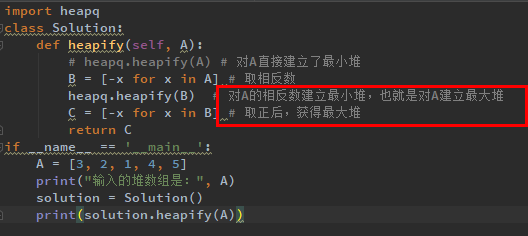 import heapq
class Solution:
    def heapify(self, A):
        # heapq.heapify(A) # 对A直接建立了最小堆
        B = [-x for x in A] # 取相反数
        heapq.heapify(B) # 对A的相反数建立最小堆，也就是对A建立最大堆
        C = [-x for x in B] # 取正后，获得最大堆
        return C
if __name__ == '__main__':
    A = [3, 2, 1, 4, 5]
    print("输入的堆数组是：", A)
    solution = Solution()
    print(solution.heapify(A))